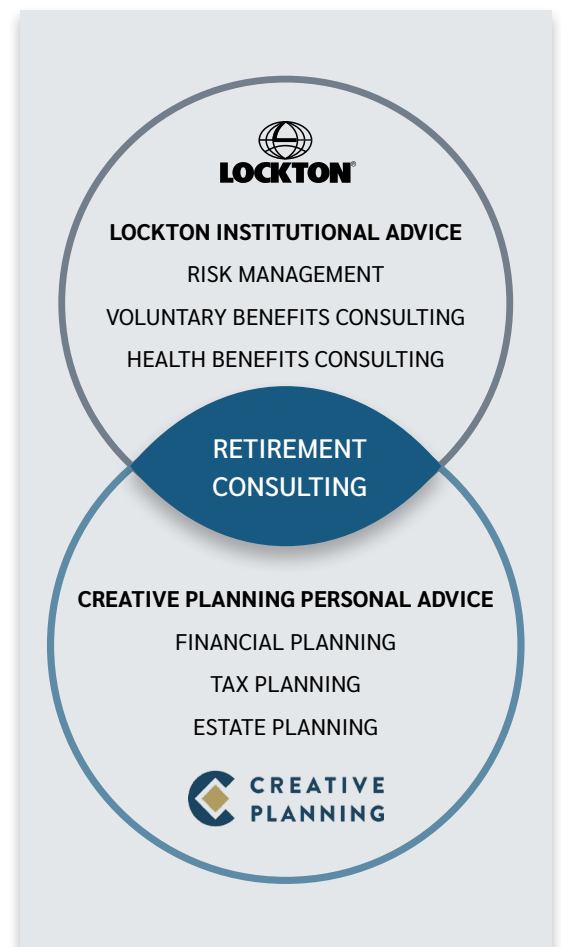 LOCKTON®
LOCKTON INSTITUTIONAL ADVICE
RISK MANAGEMENT
VOLUNTARY BENEFITS CONSULTING
HEALTH BENEFITS CONSULTING
RETIREMENT
CONSULTING
CREATIVE PLANNING PERSONAL ADVICE
FINANCIAL PLANNING
TAX PLANNING
ESTATE PLANNING
CREATIVE
PLANNING